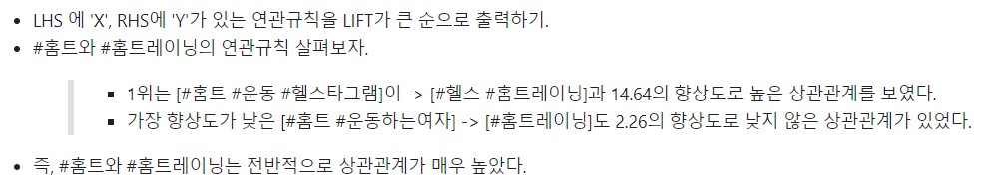 LHS 에 'X', RHS에 'Y'가 있는 연관규칙을 LIFT가 큰 순으로 출력하기.
#홈트와 #홈트레이닝의 연관규칙 살펴보자.
1위는 [#홈트 #운동 #헬스타그램]이 -> [#헬스 #홈트레이닝]과 14.64의 향상도로 높은 상관관계를 보였다.
가장 향상도가 낮은 [#홈트 #운동하는여자] -> [#홈트레이닝]도 2.26의 향상도로 낮지 않은 상관관계가 있었다.
즉, #홈트와 #홈트레이닝는 전반적으로 상관관계가 매우 높았다.